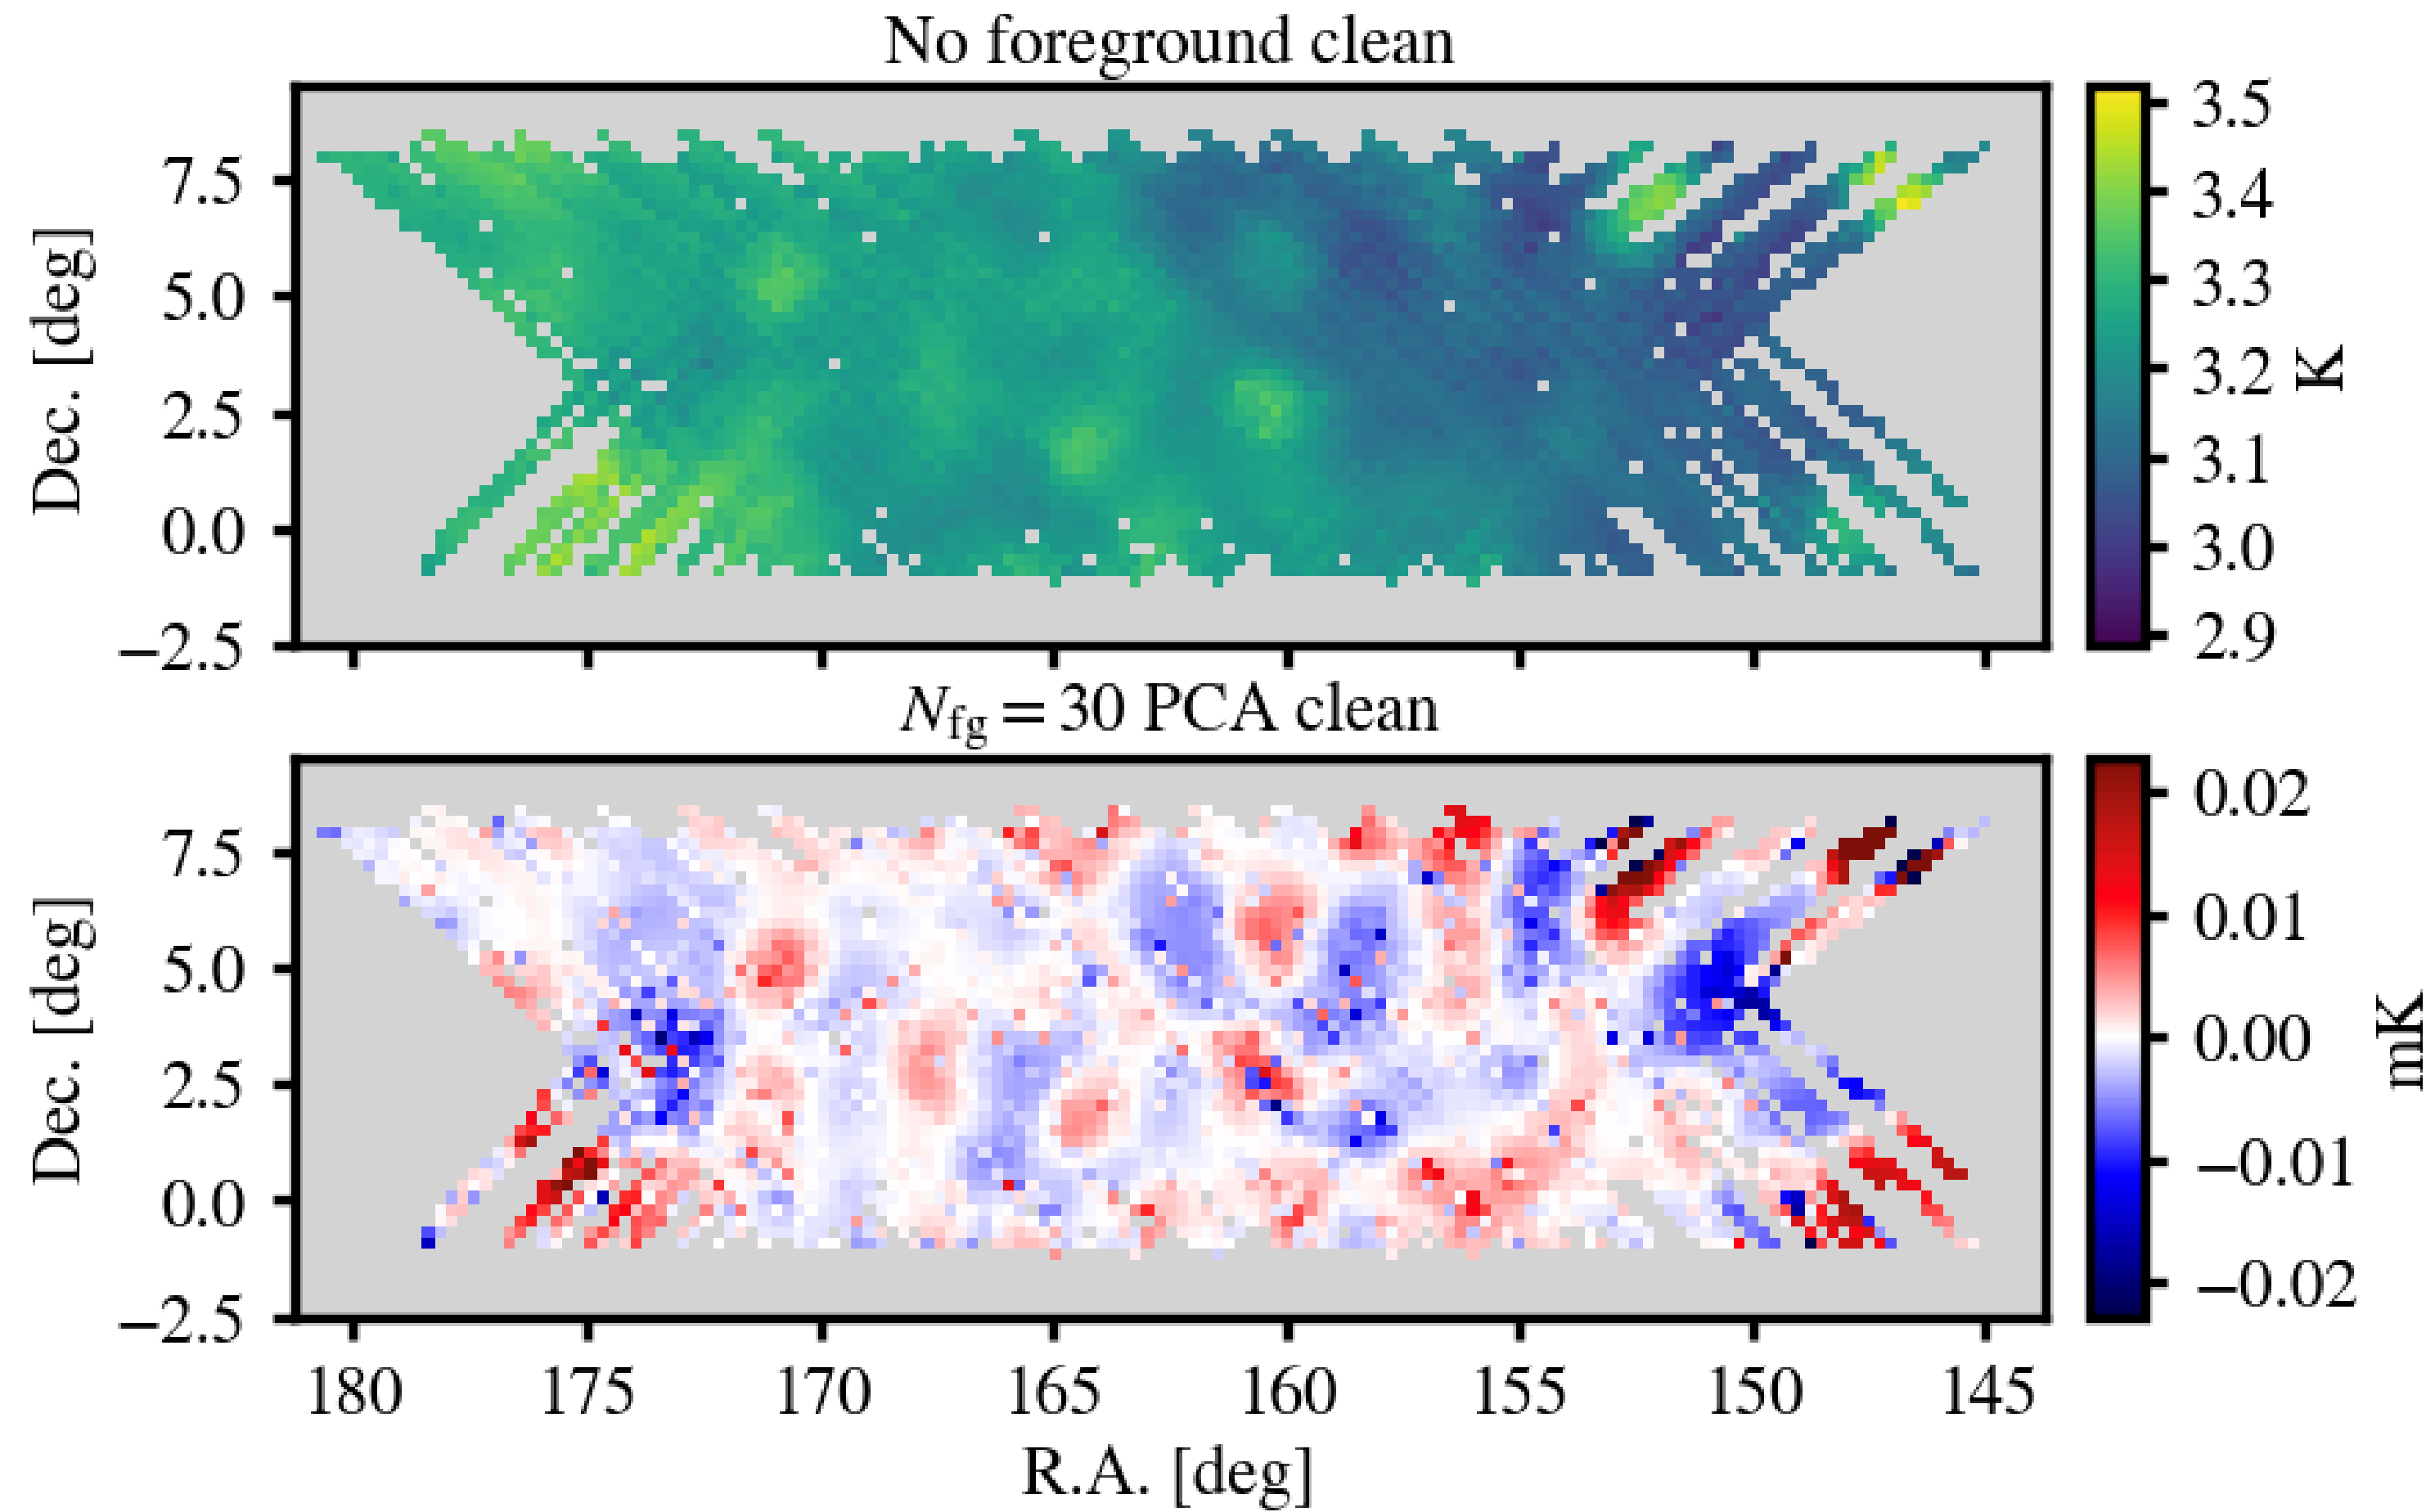 No foreground clean
7.5
5.0
2.5
0.0
−2.5
Dec. [deg]
3.5
3.4
3.3
3.2
3.1
3.0
2.9
K
N_fg = 30 PCA clean
7.5
5.0
2.5
0.0
−2.5
Dec. [deg]
0.02
0.01
0.00
−0.01
−0.02
mK
180 175 170 165 160 155 150 145
R.A. [deg]